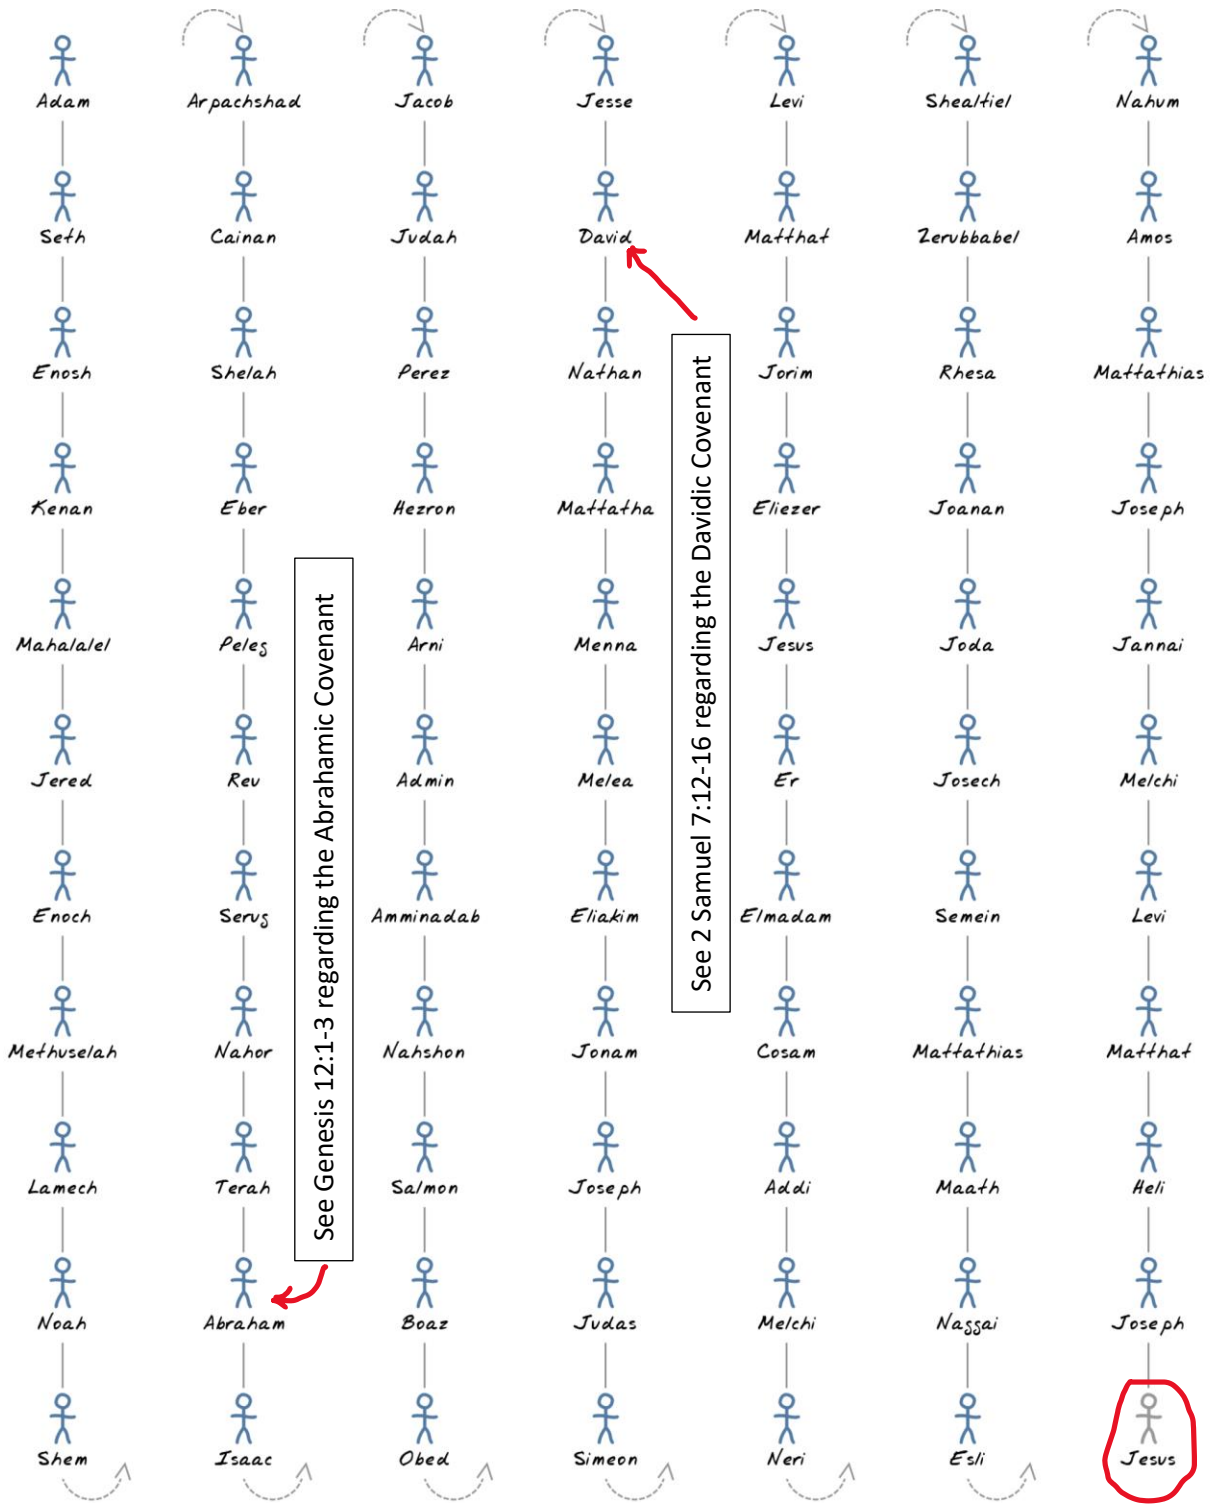 Adam
Seth
Enosh
Kenan
Mahalalel
Jered
Enoch
Methuselah
Lamech
Noah
Shem
Arpachshad
Cainan
Shelah
Eber
Peleg
Reu
Serug
Nahor
Terah
Abraham
Isaac
See Genesis 12:1-3 regarding the Abrahamic Covenant
Jacob
Judah
Perez
Hezron
Arni
Admin
Amminadab
Nahshon
Salmon
Boaz
Obed
Jesse
David
Nathan
Mattatha
Menna
Melea
Eliakim
Jonam
Joseph
Judas
Simeon
See 2 Samuel 7:12-16 regarding the Davidic Covenant
Levi
Matthat
Jorim
Eliezer
Jesus
Er
Elmadam
Cosam
Addi
Melchi
Neri
Shealtiel
Zerubbabel
Rhesa
Joanan
Joda
Josech
Semein
Mattathias
Maath
Naggai
Esli
Nahum
Amos
Mattathias
Joseph
Jannai
Melchi
Levi
Matthat
Heli
Joseph
Jesus